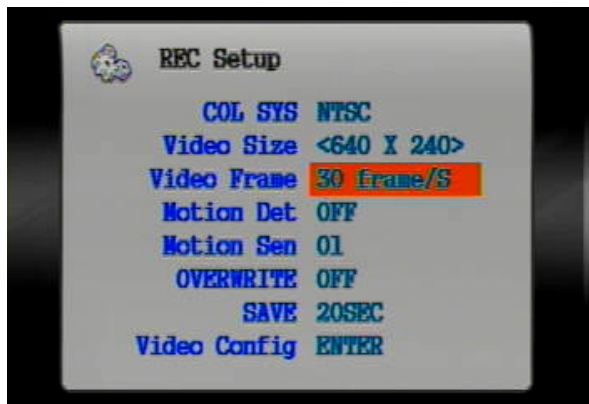 REC Setup
COL SYS NTSC
Video Size <640 X 240>
Video Frame 30 frame/S
Motion Det OFF
Motion Sen 01
OVERWRITE OFF
SAVE 20SEC
Video Config ENTER